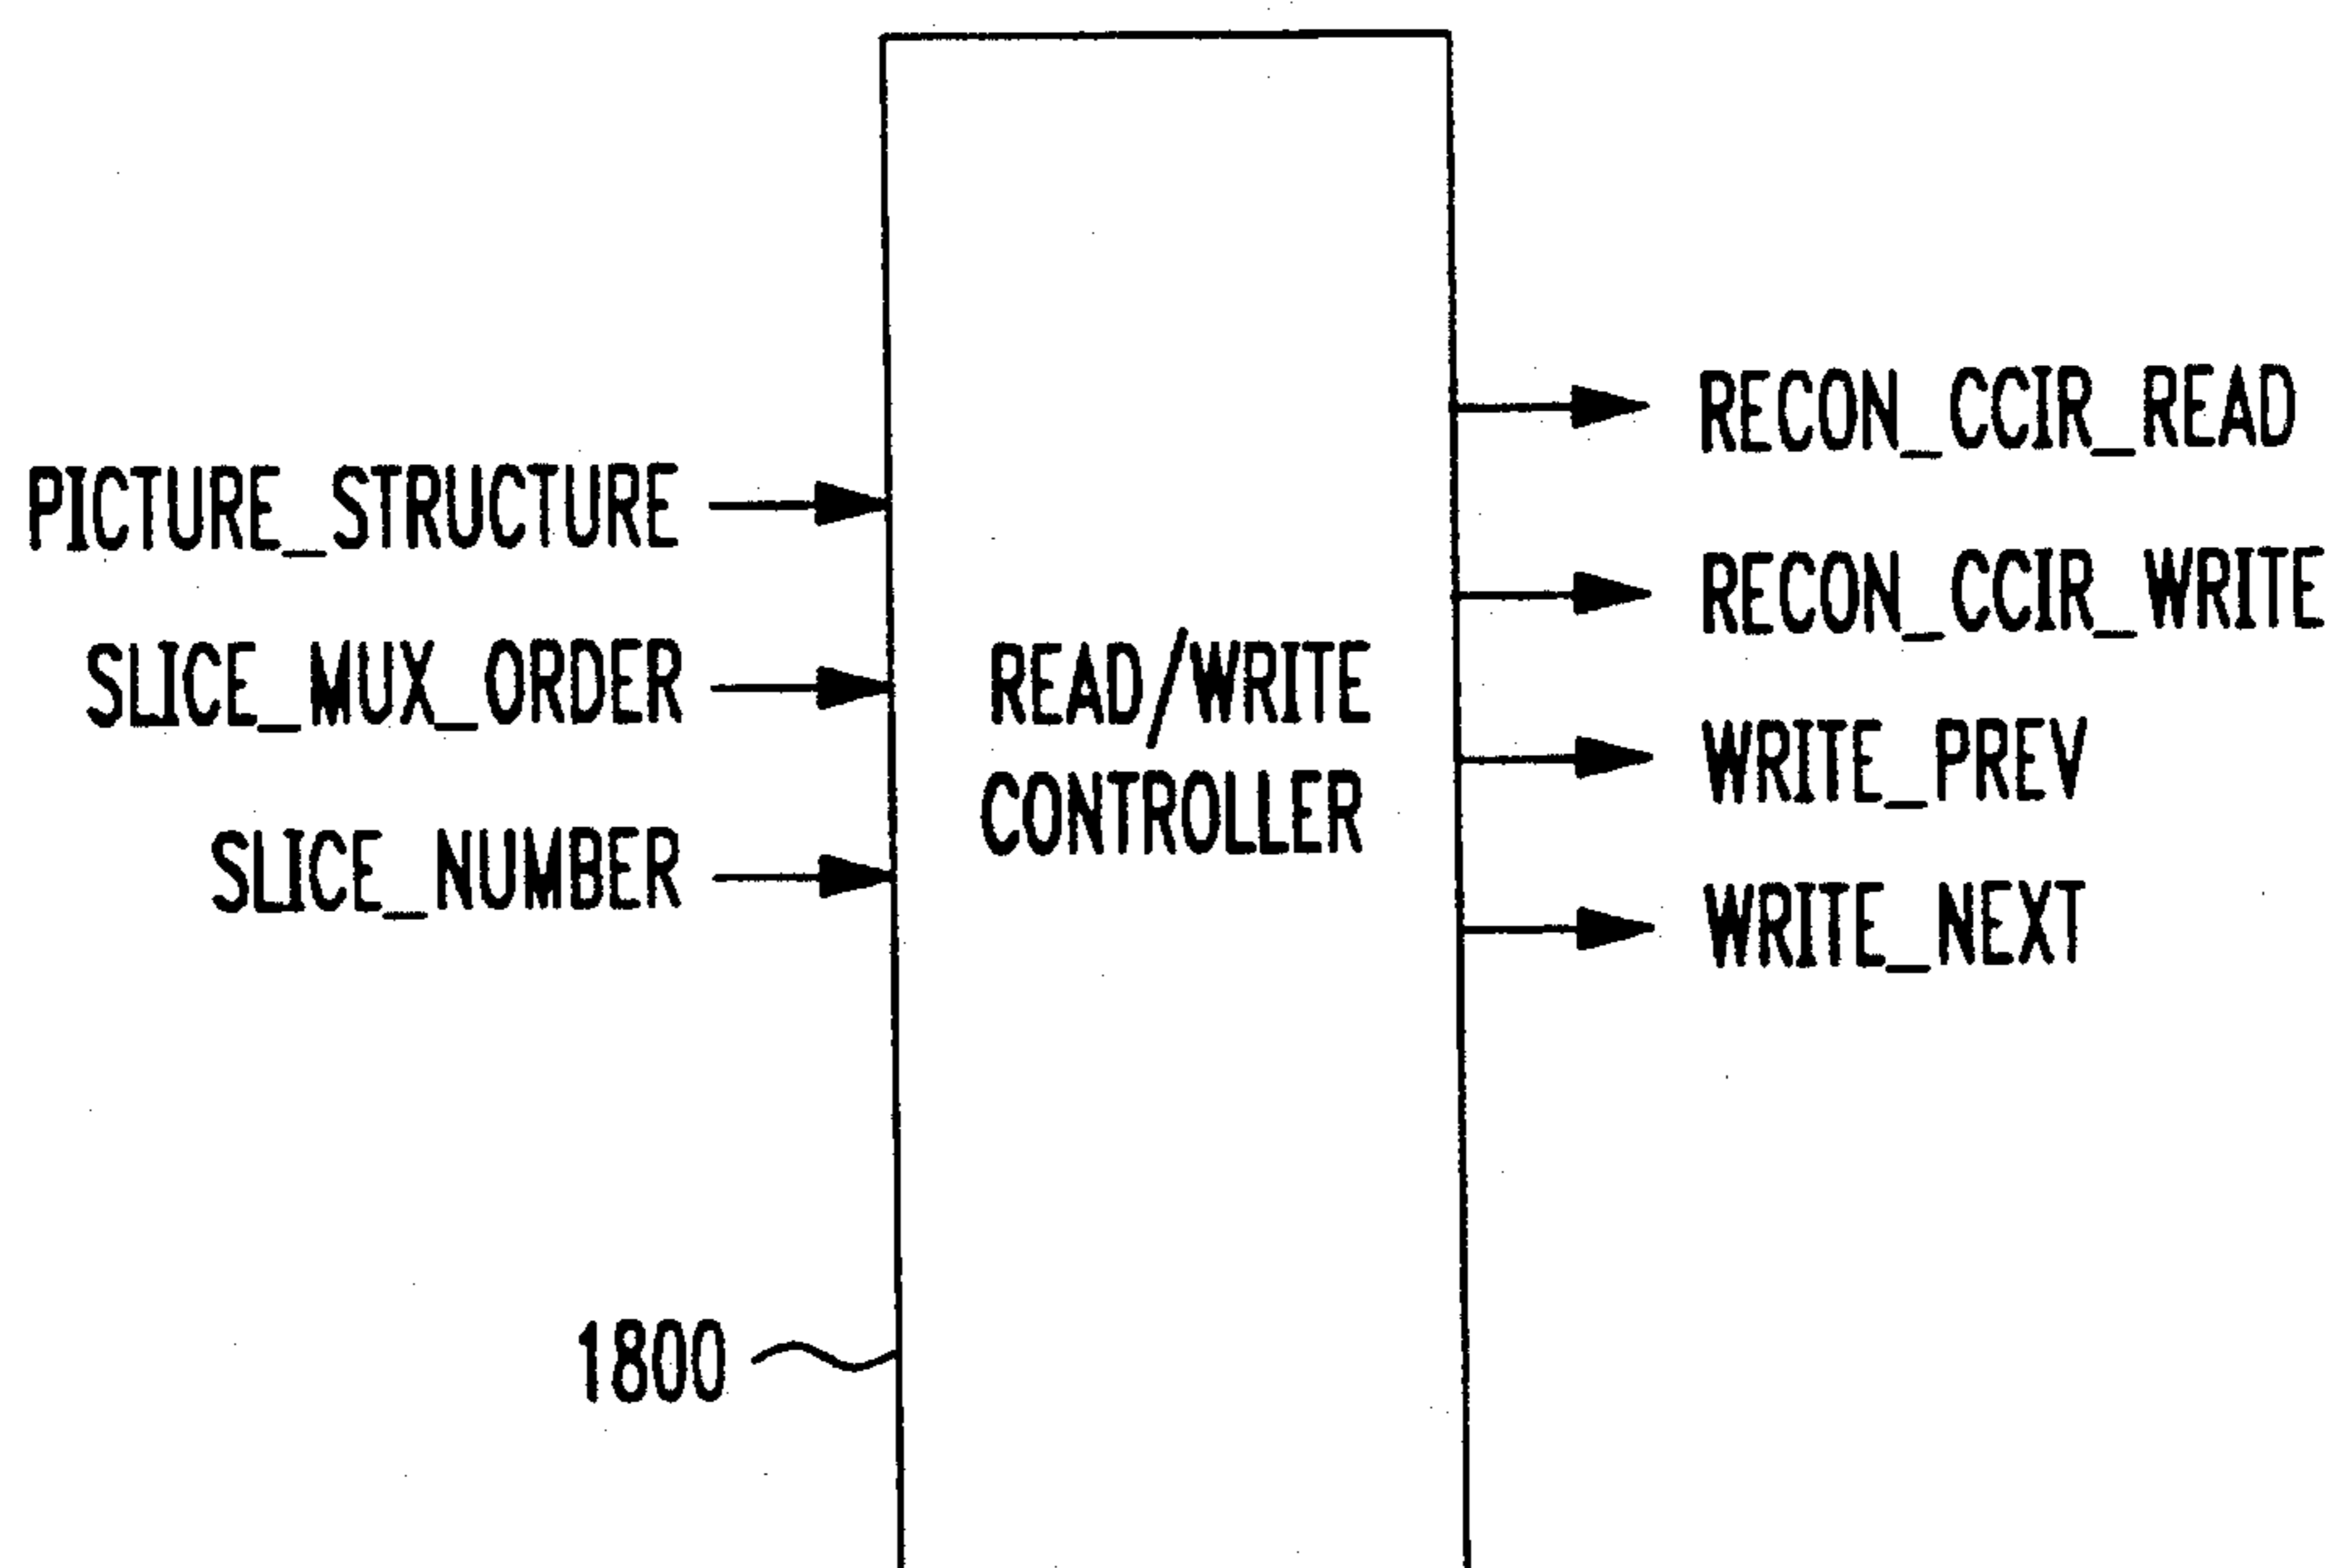 PICTURE_STRUCTURE
SLICE_MUX_ORDER
SLICE_NUMBER
1800
READ/WRITE
CONTROLLER
RECON_CCIR_READ
RECON_CCIR_WRITE
WRITE_PREV
WRITE_NEXT